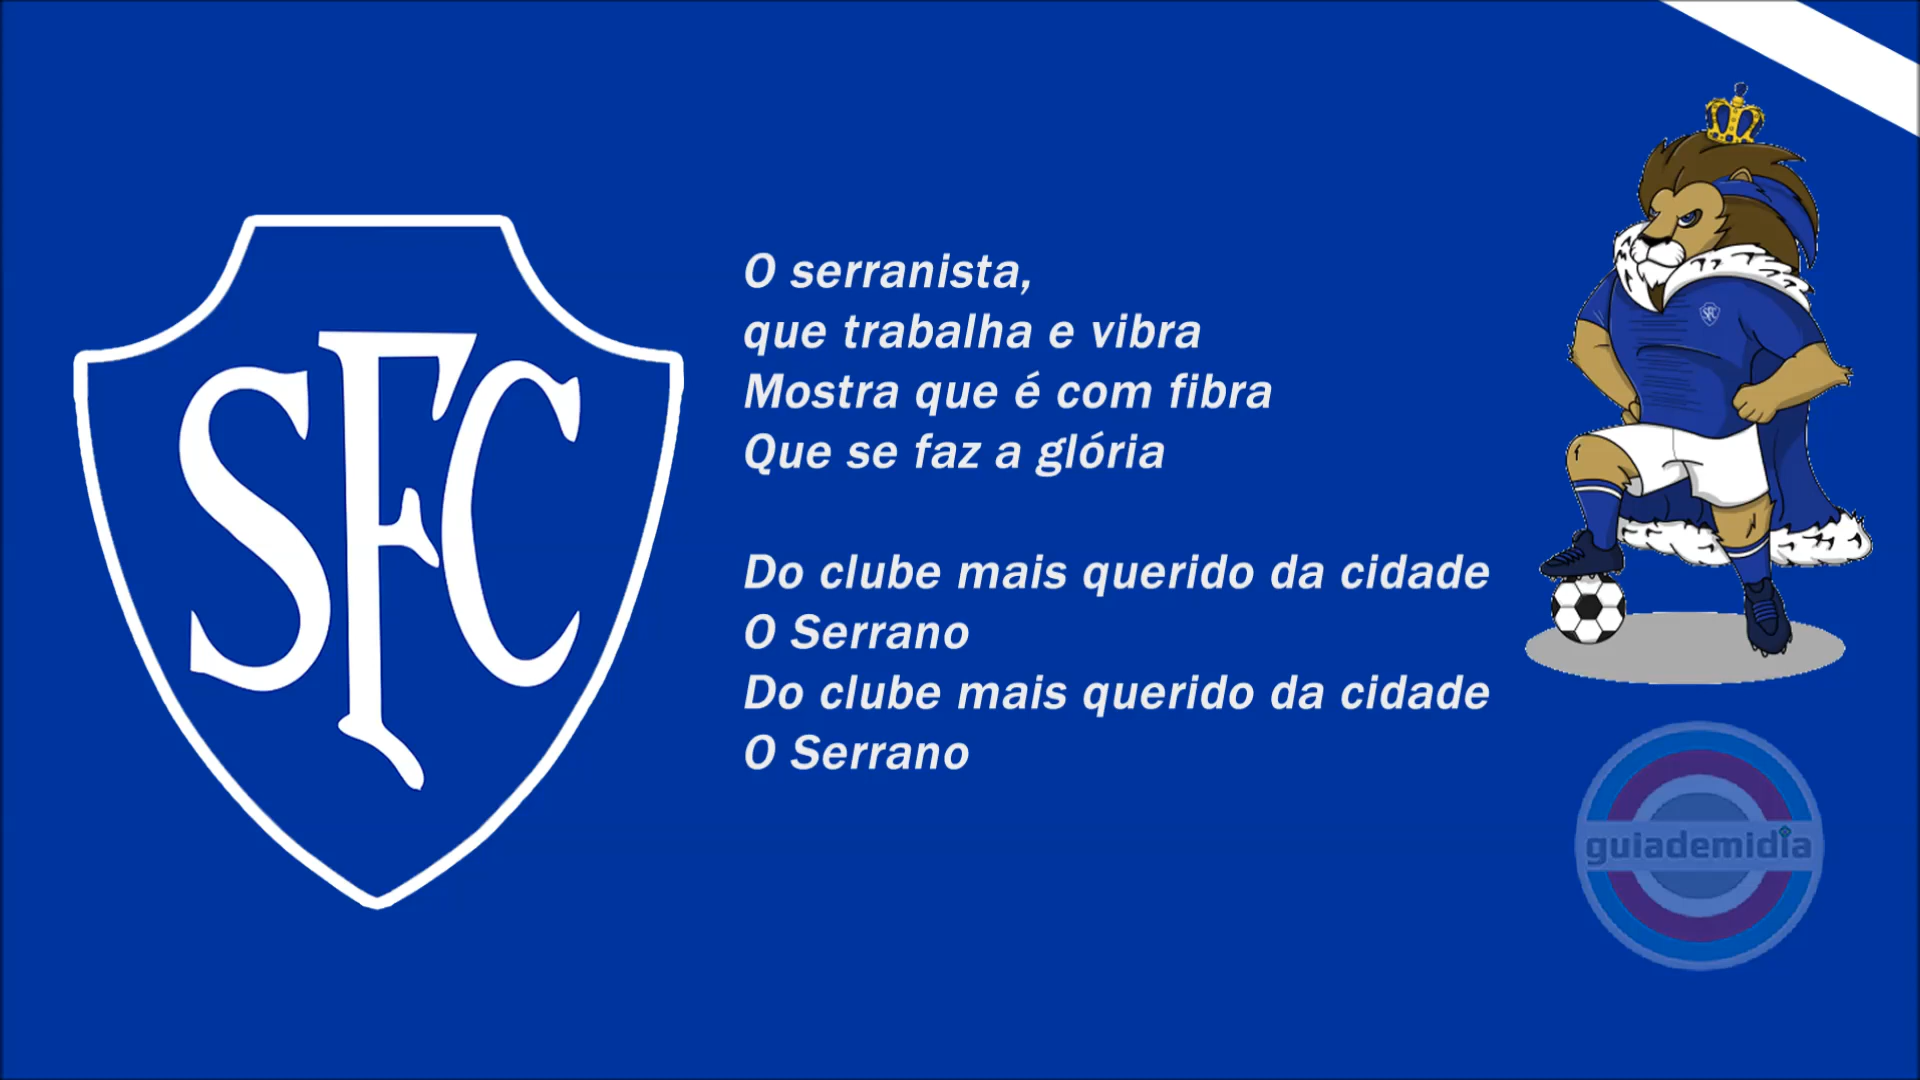 SFC
O serranista,
que trabalha e vibra
Mostra que é com fibra
Que se faz a glória
Do clube mais querido da cidade
O Serrano
Do clube mais querido da cidade
O Serrano
SFC
guiademidia